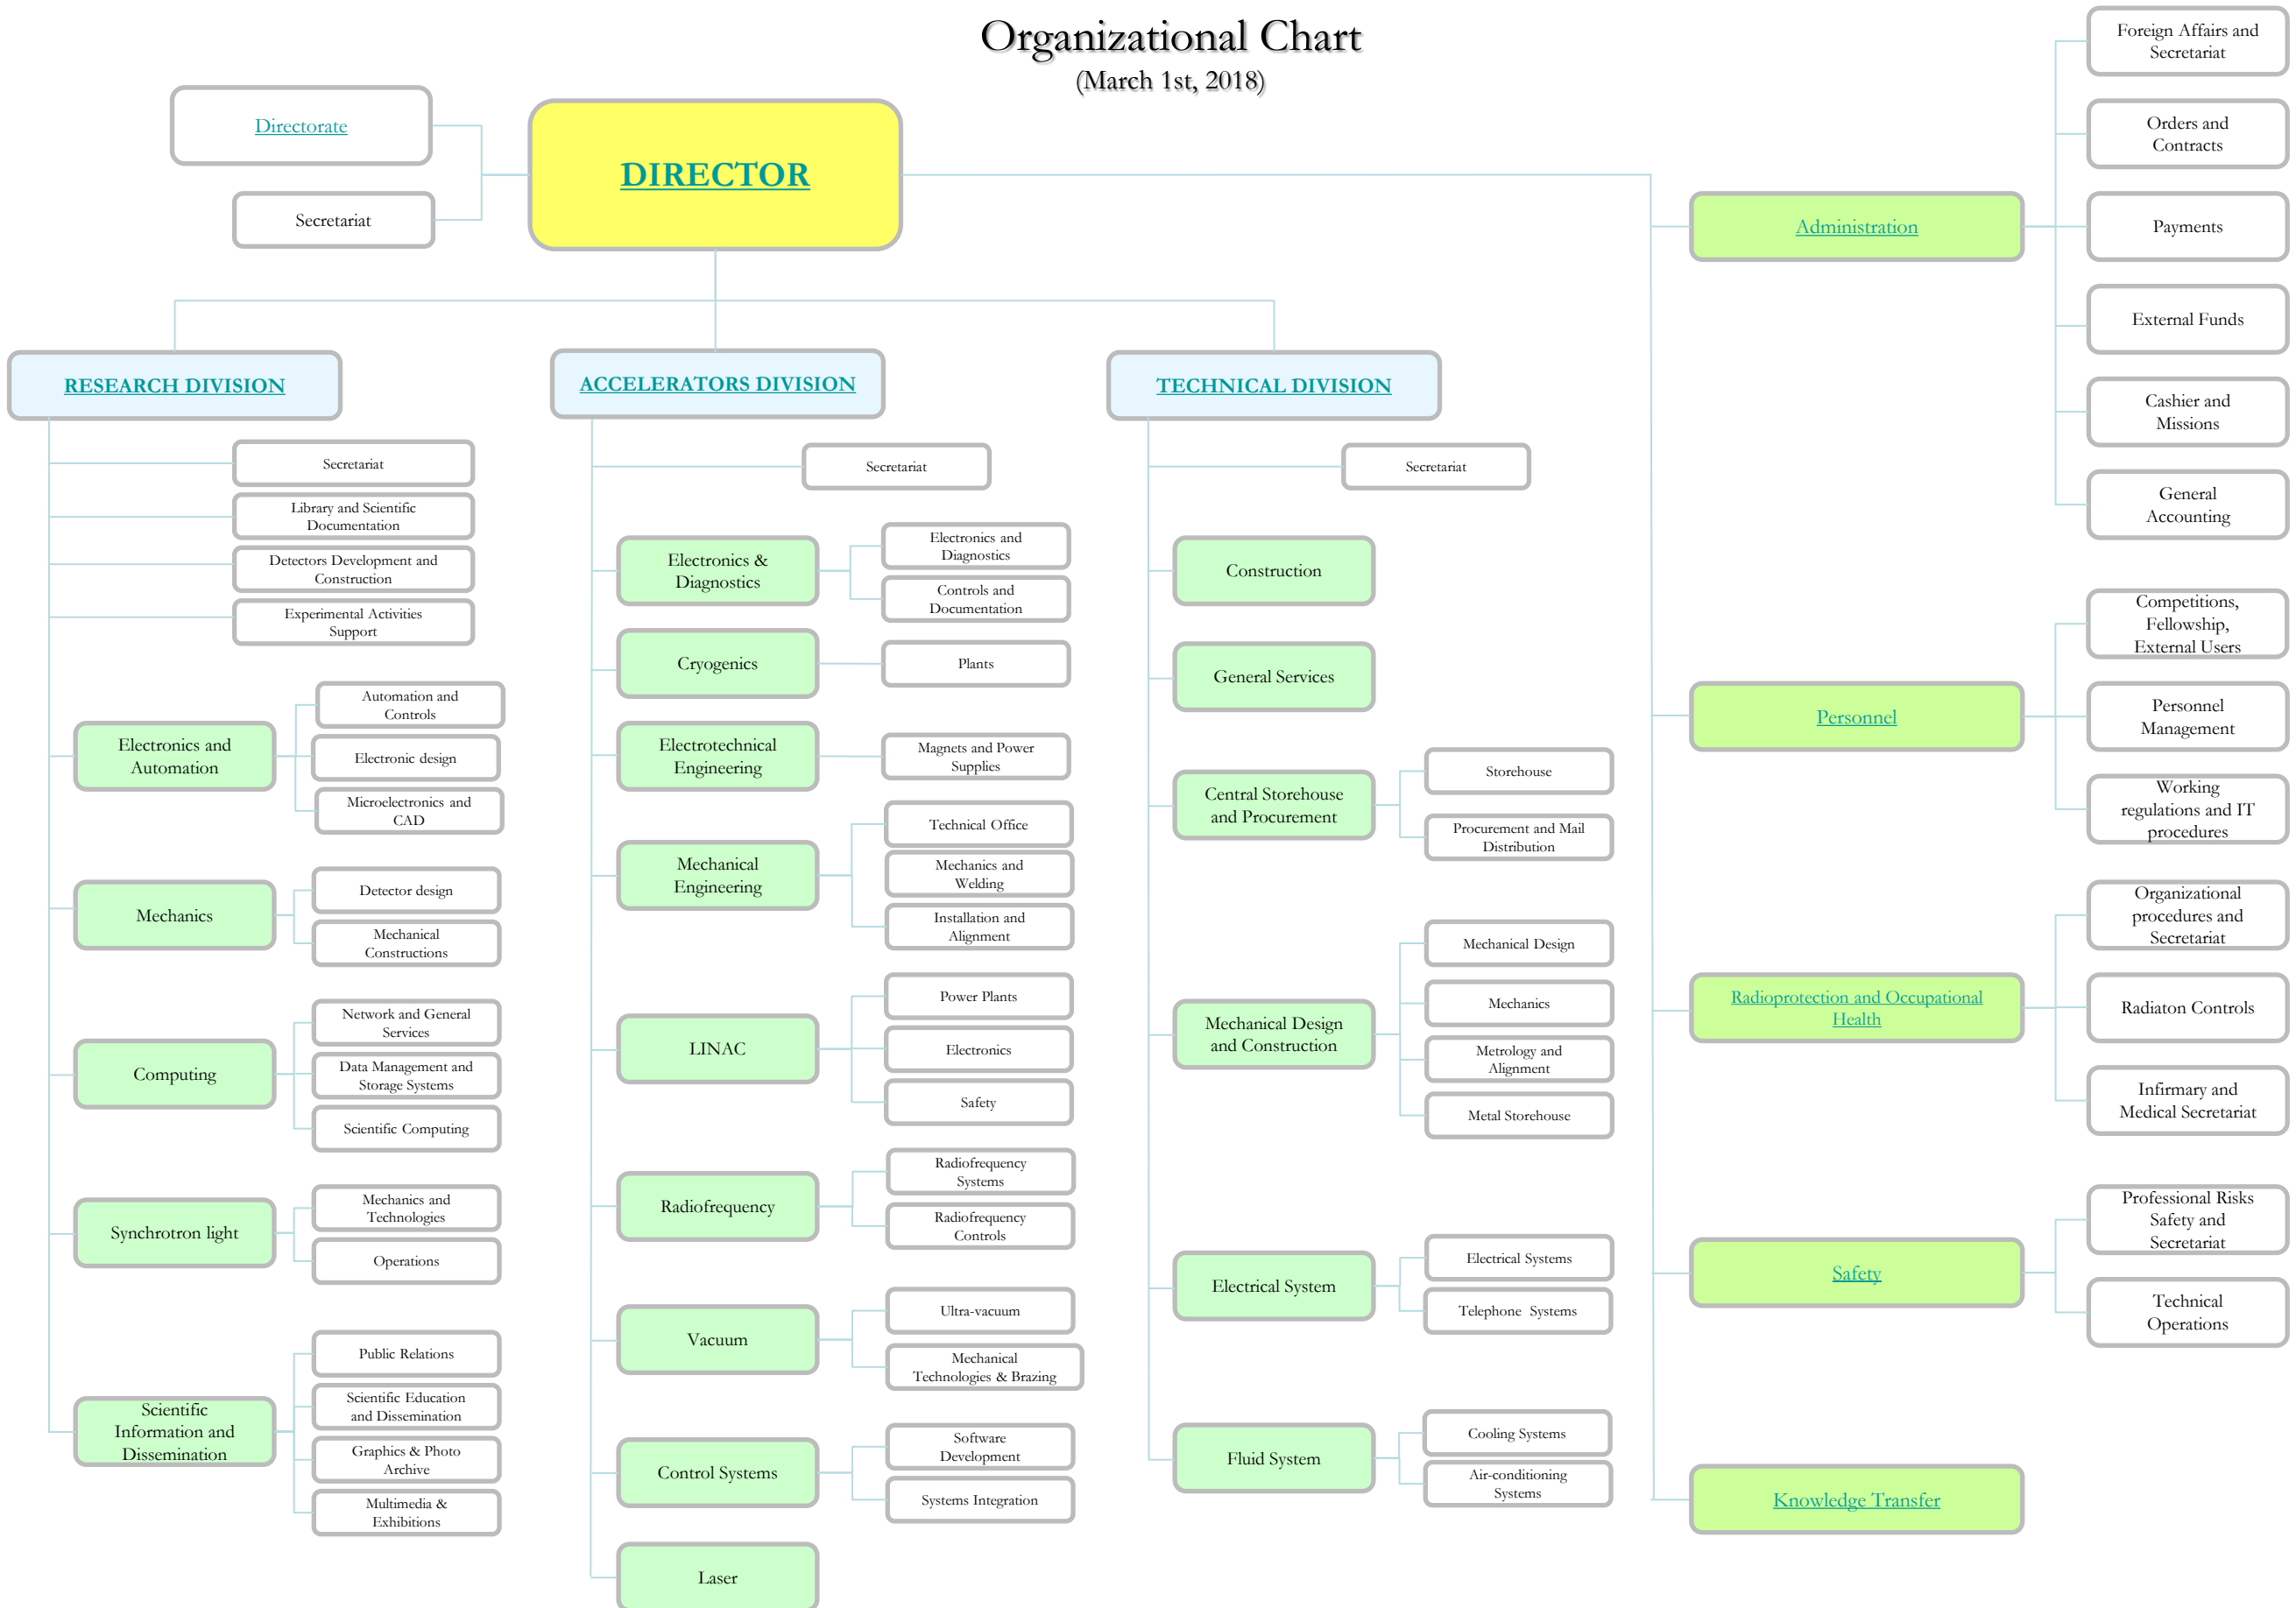 Organizational Chart
(March 1st, 2018)
Directorate
Secretariat
DIRECTOR
RESEARCH DIVISION
Secretariat
Library and Scientific
Documentation
Detectors Development and
Construction
Experimental Activities
Support
Electronics and
Automation
Automation and
Controls
Electronic design
Microelectronics and
CAD
Mechanics
Detector design
Mechanical
Constructions
Computing
Network and General
Services
Data Management and
Storage Systems
Scientific Computing
Synchrotron light
Mechanics and
Technologies
Operations
Scientific
Information and
Dissemination
Public Relations
Scientific Education
and Dissemination
Graphics & Photo
Archive
Multimedia &
Exhibitions
ACCELERATORS DIVISION
Secretariat
Electronics &
Diagnostics
Electronics and
Diagnostics
Controls and
Documentation
Cryogenics
Plants
Electrotechnical
Engineering
Magnets and Power
Supplies
Mechanical
Engineering
Technical Office
Mechanics and
Welding
Installation and
Alignment
LINAC
Power Plants
Electronics
Safety
Radiofrequency
Radiofrequency
Systems
Radiofrequency
Controls
Vacuum
Ultra-vacuum
Mechanical
Technologies & Brazing
Control Systems
Software
Development
Systems Integration
Laser
TECHNICAL DIVISION
Secretariat
Construction
General Services
Central Storehouse
and Procurement
Storehouse
Procurement and Mail
Distribution
Mechanical Design
and Construction
Mechanical Design
Mechanics
Metrology and
Alignment
Metal Storehouse
Electrical System
Electrical Systems
Telephone Systems
Fluid System
Cooling Systems
Air-conditioning
Systems
Administration
Foreign Affairs and
Secretariat
Orders and
Contracts
Payments
External Funds
Cashier and
Missions
General
Accounting
Personnel
Competitions,
Fellowship,
External Users
Personnel
Management
Working
regulations and IT
procedures
Radioprotection and Occupational
Health
Organizational
procedures and
Secretariat
Radiaton Controls
Infirmary and
Medical Secretariat
Safety
Professional Risks
Safety and
Secretariat
Technical
Operations
Knowledge Transfer